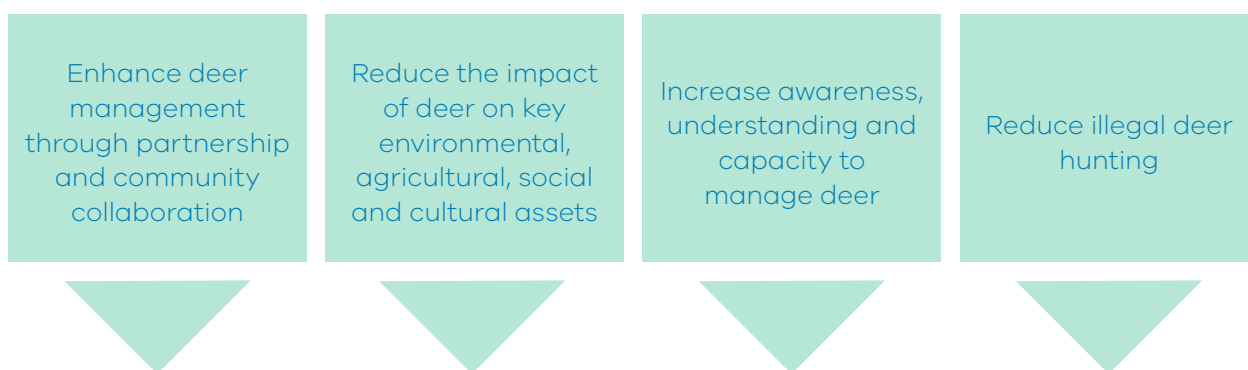 Enhance deer
management
through partnership
and community
collaboration
Reduce the impact
of deer on key
environmental,
agricultural, social
and cultural assets
Increase awareness,
understanding and
capacity to
manage deer
Reduce illegal deer
hunting